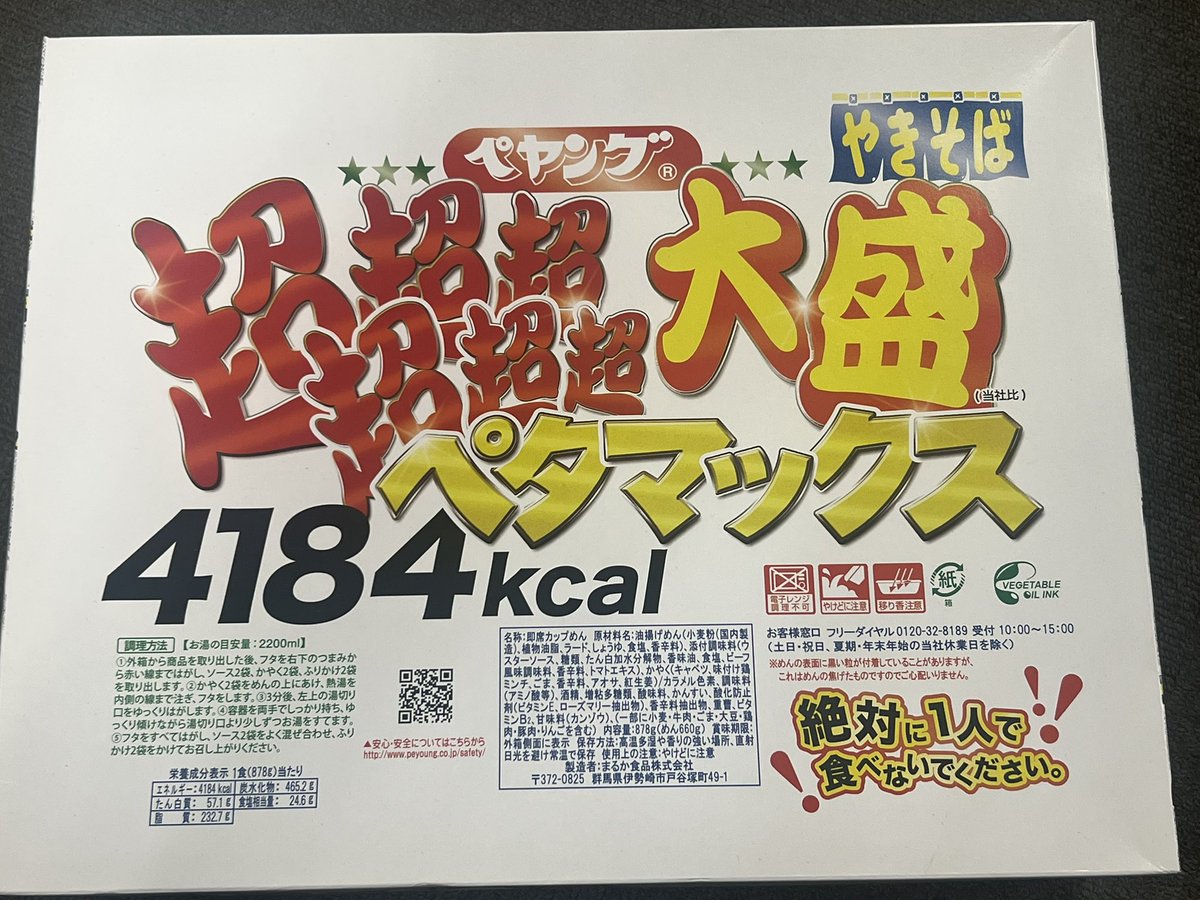 ペヤング®
やきそば
超超超超超超大盛
(当社比)
ペタマックス
4184kcal
電子レンジ調理不可
やけどに注意
移り香注意
紙
箱
VEGETABLE OIL INK
調理方法 【お湯の目安量：2200ml】
①外箱から商品を取り出した後、フタを右下のつまみか
ら赤い線まではがし、ソース2袋、かやく2袋、ふりかけ2袋
を取り出します。②かやく2袋をめんの上にあけ、熱湯を
内側の線まで注ぎ、フタをします。③3分後、左上の湯切り
口をゆっくりはがします。④容器を両手でしっかり持ち、ゆ
っくり傾けながら湯切り口より少しずつお湯をすてます。
⑤フタをすべてはがし、ソース2袋をよく混ぜ合わせ、ふり
かけ2袋をかけてお召し上がりください。
栄養成分表示 1食(878g)当たり
エネルギー：4184kcal 炭水化物：465.2g
たん白質：57.1g 食塩相当量：24.6g
脂質：232.7g
▲安心・安全についてはこちらから
http://www.peyoung.co.jp/safety/
名称：即席カップめん 原材料名：油揚げめん(小麦粉(国内製
造)、植物油脂、ラード、しょうゆ、食塩、香辛料)、添付調味料(ウ
スターソース、糖類、たん白加水分解物、香味油、食塩、ビーフ
風味調味料、香辛料、トマトエキス)、かやく(キャベツ、味付け鶏
ミンチ、ごま、香辛料、アオサ、紅生姜)/カラメル色素、調味料
(アミノ酸等)、酒精、増粘多糖類、酸味料、かんすい、酸化防止
剤(ビタミンE、ローズマリー抽出物)、香辛料抽出物、重曹、ビタ
ミンB2、甘味料(カンゾウ)、(一部に小麦・牛肉・ごま・大豆・鶏
肉・豚肉・りんごを含む) 内容量：878g(めん660g) 賞味期限：
外箱側面に表示 保存方法：高温多湿や香りの強い場所、直射
日光を避け常温で保存 使用上の注意：やけどに注意
製造者：まるか食品株式会社
〒372-0825 群馬県伊勢崎市戸谷塚町49-1
お客様窓口 フリーダイヤル0120-32-8189 受付 10:00〜15:00
(土日・祝日、夏期・年末年始の当社休業日を除く)
※めんの表面に黒い粒が付着していることがありますが、
これはめんの焦げたものですのでご心配いりません。
絶対に1人で
食べないでください。